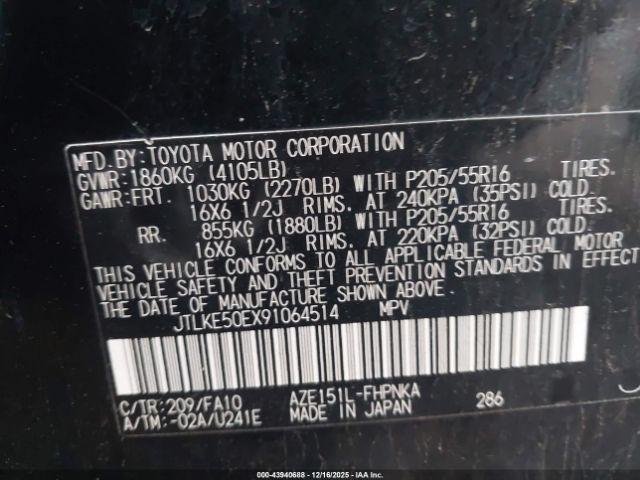 MFD.BY:TOYOTA MOTOR CORPORATION
GVWR:1860KG (4105LB)
GAWR:FRT. 1030KG (2270LB) WITH P205/55R16 TIRES.
16X6 1/2J RIMS. AT 240KPA (35PSI) COLD.
RR. 855KG (1880LB) WITH P205/55R16 TIRES.
16X6 1/2J RIMS. AT 220KPA (32PSI) COLD.
THIS VEHICLE CONFORMS TO ALL APPLICABLE FEDERAL MOTOR
VEHICLE SAFETY AND THEFT PREVENTION STANDARDS IN EFFECT
THE DATE OF MANUFACTURE SHOWN ABOVE.
JTLKE50EX91064514 MPV
C/TR:209/FA10 AZE151L-FHPNKA
A/TM:-02A/U241E MADE IN JAPAN 286
© 2000 - 43940688 - 12/16/2025 - IAAI.COM